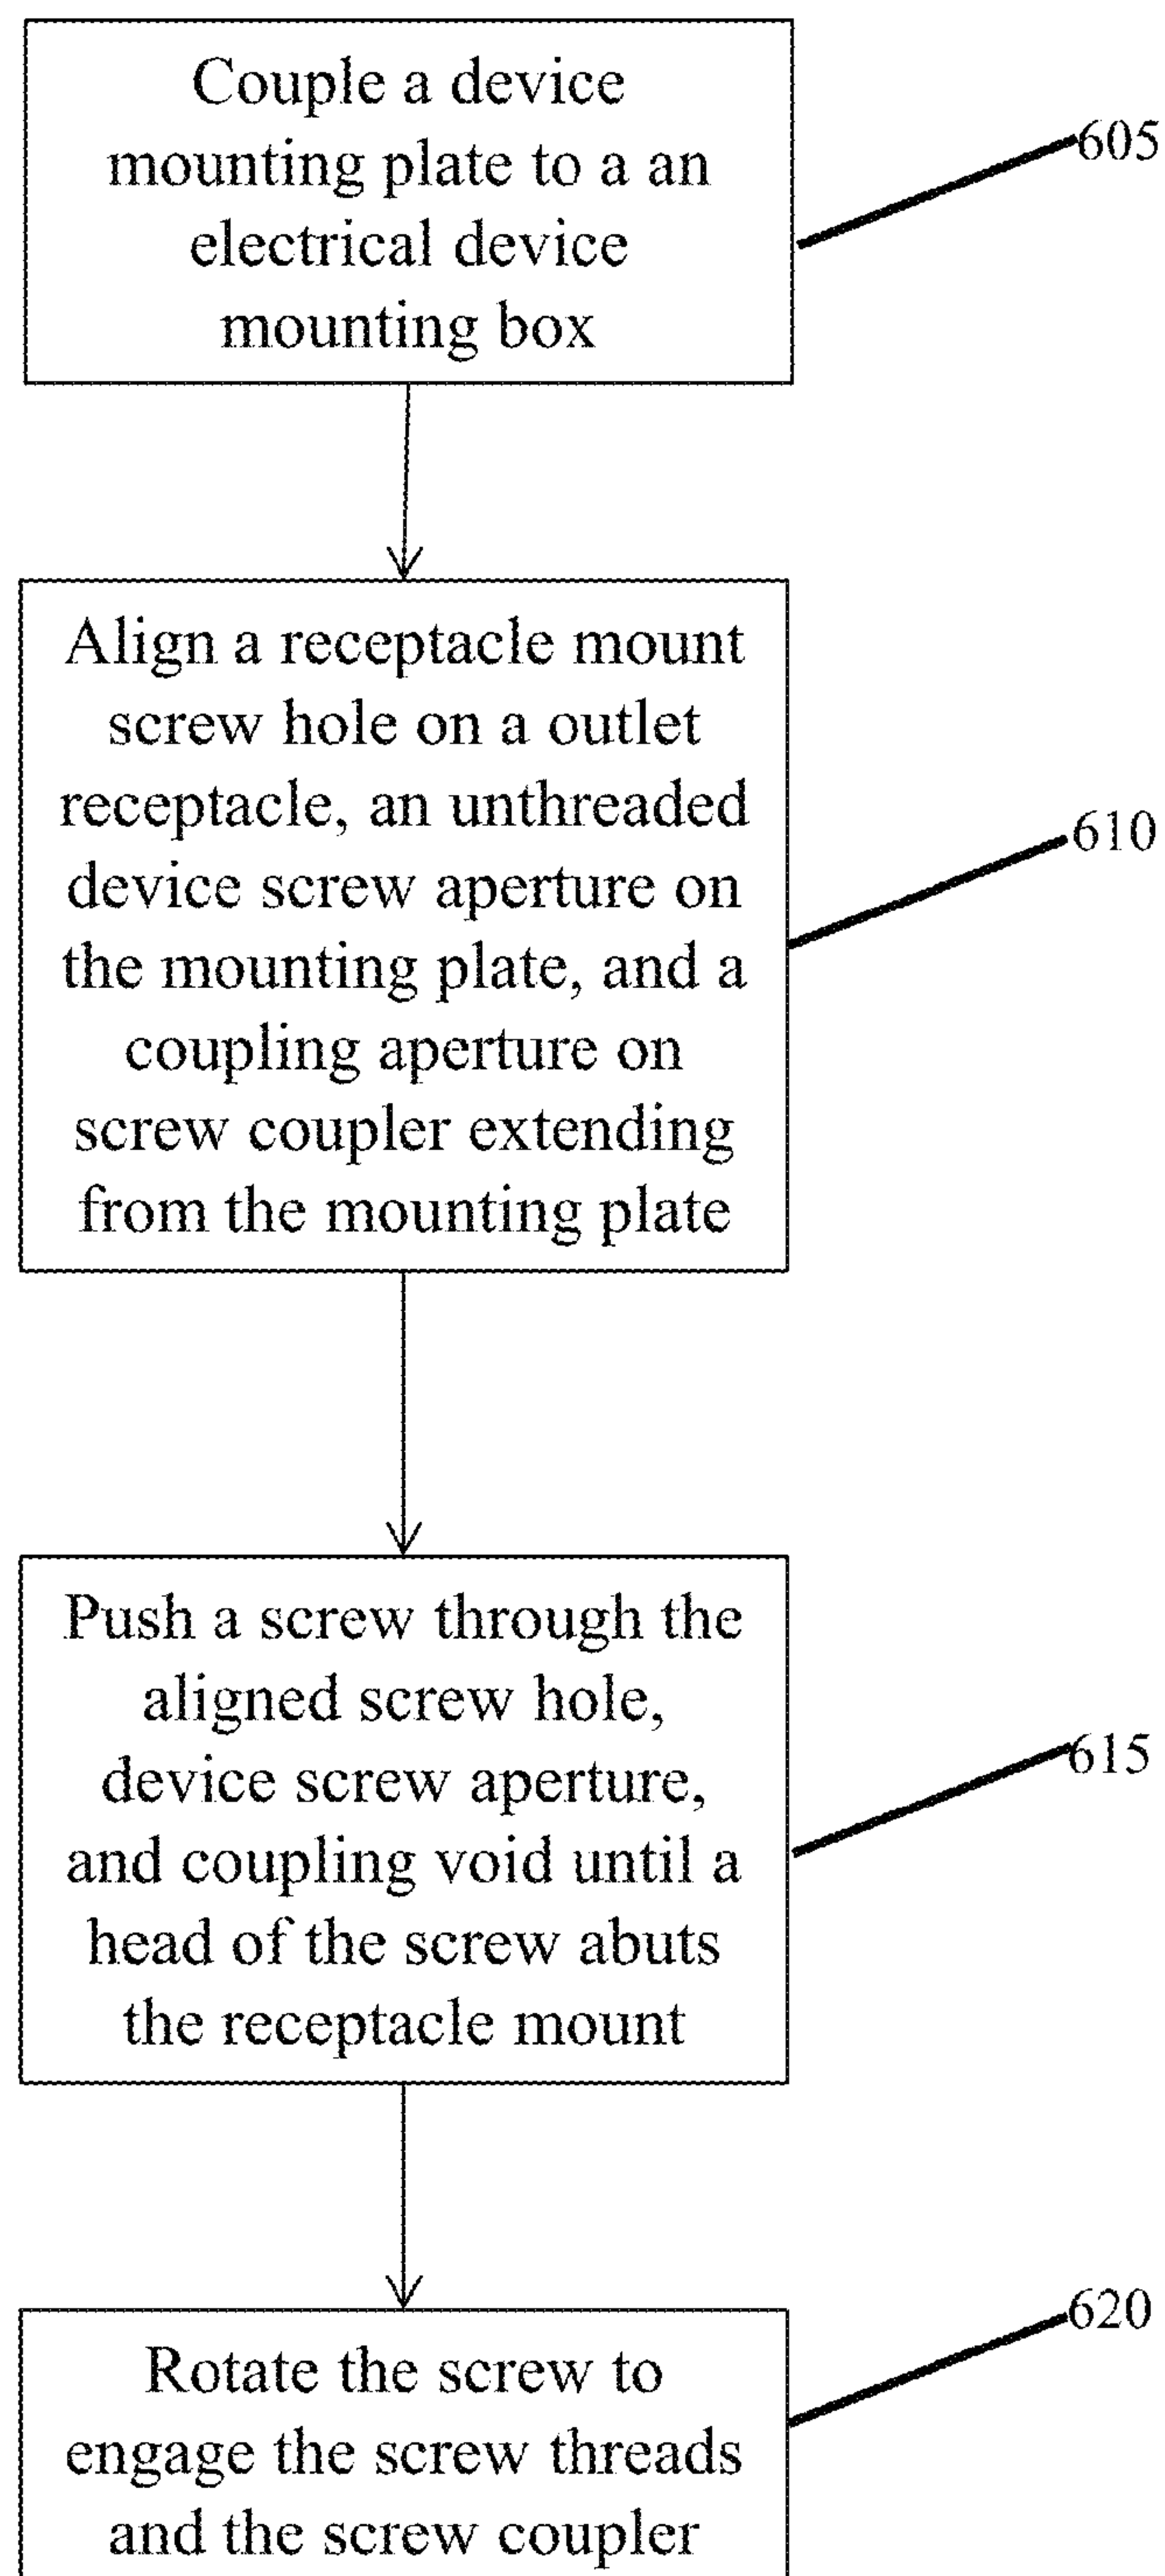 Couple a device
mounting plate to a an
electrical device
mounting box
605
Align a receptacle mount
screw hole on a outlet
receptacle, an unthreaded
device screw aperture on
the mounting plate, and a
coupling aperture on
screw coupler extending
from the mounting plate
610
Push a screw through the
aligned screw hole,
device screw aperture,
and coupling void until a
head of the screw abuts
the receptacle mount
615
Rotate the screw to
engage the screw threads
and the screw coupler
620